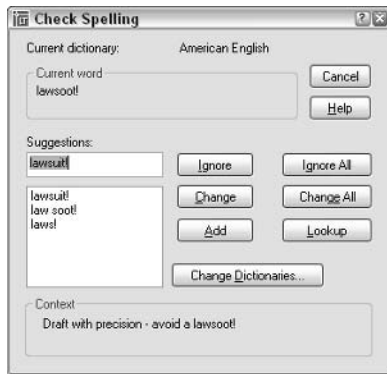 Check Spelling
Current dictionary: American English
Current word
lawsoot!
Cancel
Help
Suggestions:
lawsuit!
Ignore Ignore All
lawsuit!
law soot!
laws!
Change Change All
Add Lookup
Change Dictionaries...
Context
Draft with precision - avoid a lawsoot!